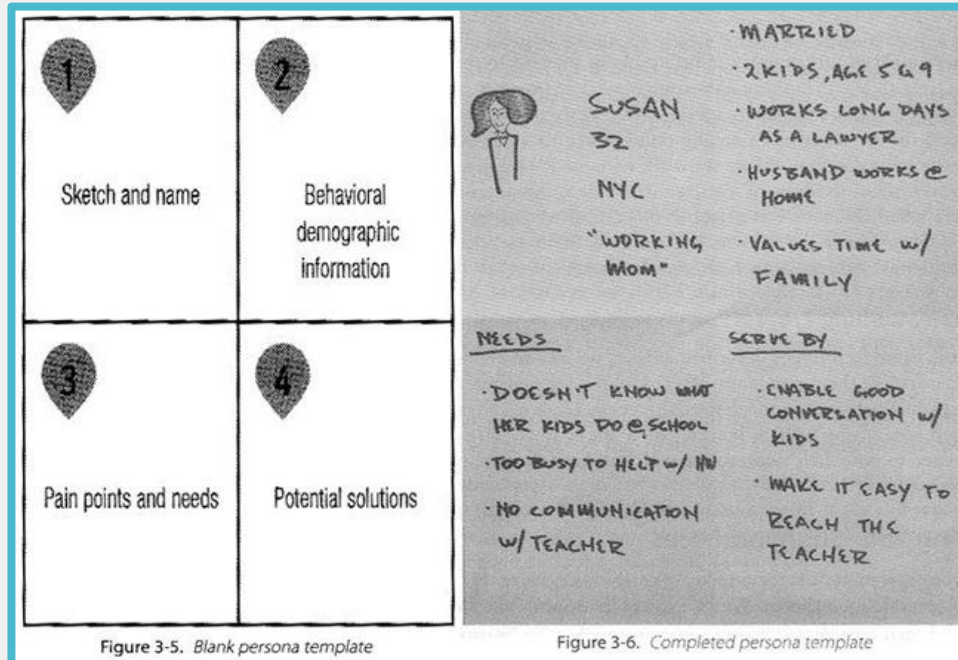 1
Sketch and name
2
Behavioral
demographic
information
3
Pain points and needs
4
Potential solutions
Figure 3-5. Blank persona template
SUSAN
32
NYC
"WORKING
MOM"
· MARRIED
· 2 KIDS, AGE 5 & 9
· WORKS LONG DAYS
AS A LAWYER
· HUSBAND WORKS @
HOME
· VALUES TIME W/
FAMILY
NEEDS
· DOESN'T KNOW WHAT
HER KIDS DO @ SCHOOL
· TOO BUSY TO HELP W/ HW
· NO COMMUNICATION
W/ TEACHER
SERVE BY
· ENABLE GOOD
CONVERSATION W/
KIDS
· MAKE IT EASY TO
REACH THE
TEACHER
Figure 3-6. Completed persona template